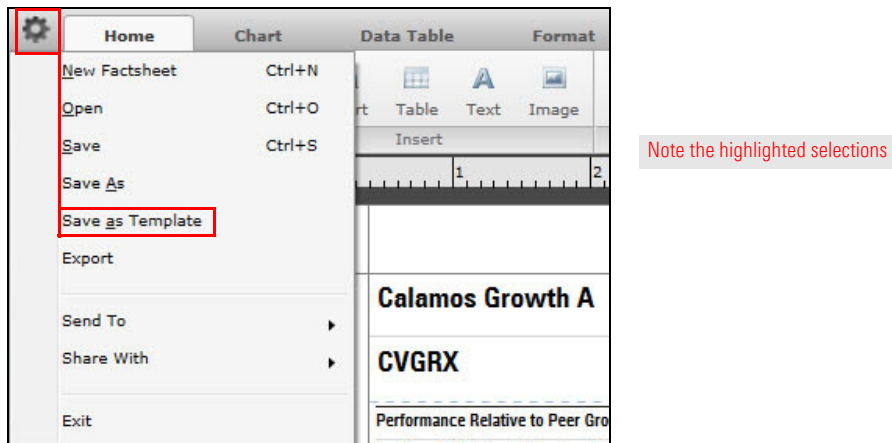 Home Chart Data Table Format
New Factsheet Ctrl+N
Open Ctrl+O
Save Ctrl+S
Save As
Save as Template
Export
Send To
Share With
Exit
rt Table Text Image
Insert
1 2
Calamos Growth A
CVGRX
Performance Relative to Peer Gro
Note the highlighted selections